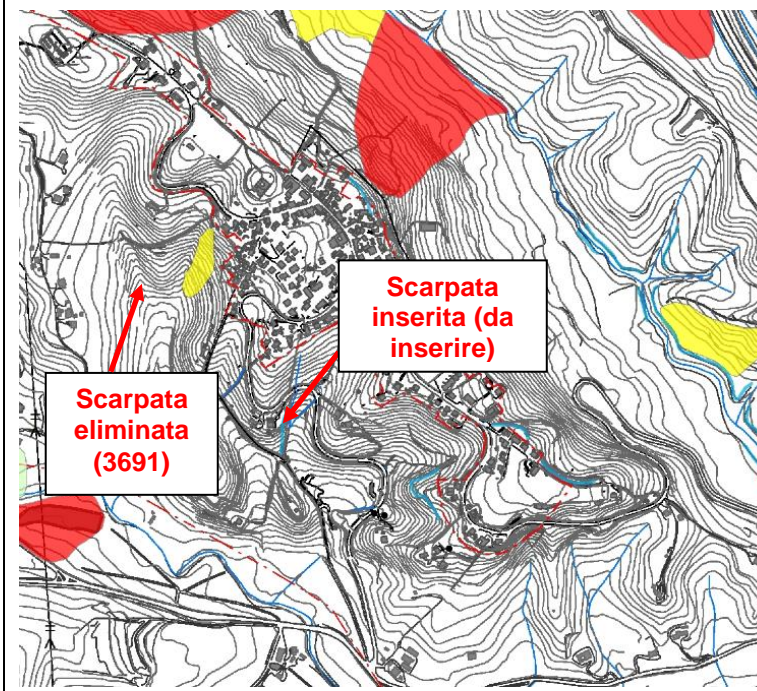 Scarpata
inserita (da
inserire)
Scarpata
eliminata
(3691)